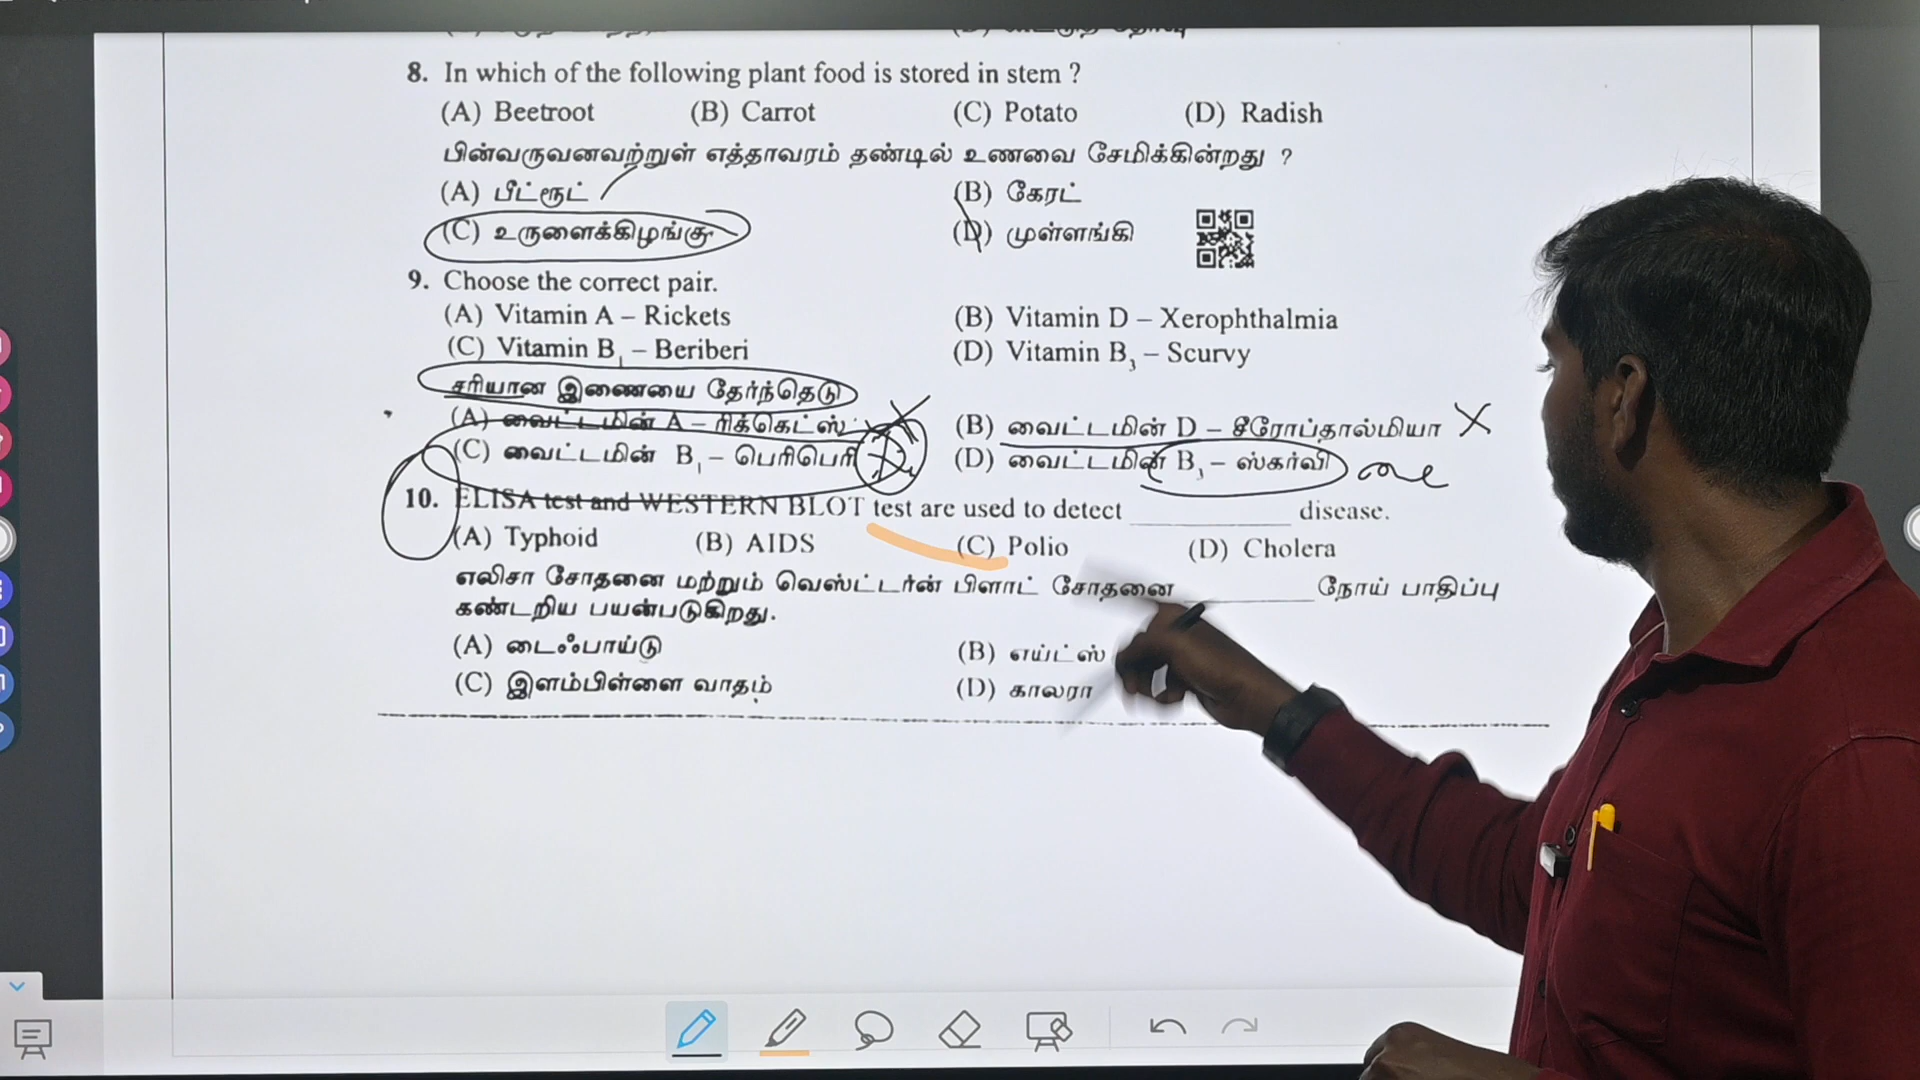 8. In which of the following plant food is stored in stem ?
(A) Beetroot (B) Carrot (C) Potato (D) Radish
பின்வருவனவற்றுள் எத்தாவரம் தண்டில் உணவை சேமிக்கின்றது ?
(A) பீட்ரூட் (B) கேரட்
(C) உருளைக்கிழங்கு (D) முள்ளங்கி
9. Choose the correct pair.
(A) Vitamin A – Rickets (B) Vitamin D – Xerophthalmia
(C) Vitamin B1 – Beriberi (D) Vitamin B3 – Scurvy
சரியான இணையை தேர்ந்தெடு
(A) வைட்டமின் A – ரிக்கெட்ஸ் (B) வைட்டமின் D – சீரோப்தால்மியா
(C) வைட்டமின் B1 – பெரிபெரி (D) வைட்டமின் B3 – ஸ்கர்வி
10. ELISA test and WESTERN BLOT test are used to detect ____________ disease.
(A) Typhoid (B) AIDS (C) Polio (D) Cholera
எலிசா சோதனை மற்றும் வெஸ்ட்டர்ன் பிளாட் சோதனை __________ நோய் பாதிப்பு
கண்டறிய பயன்படுகிறது.
(A) டைஃபாய்டு (B) எய்ட்ஸ்
(C) இளம்பிள்ளை வாதம் (D) காலரா